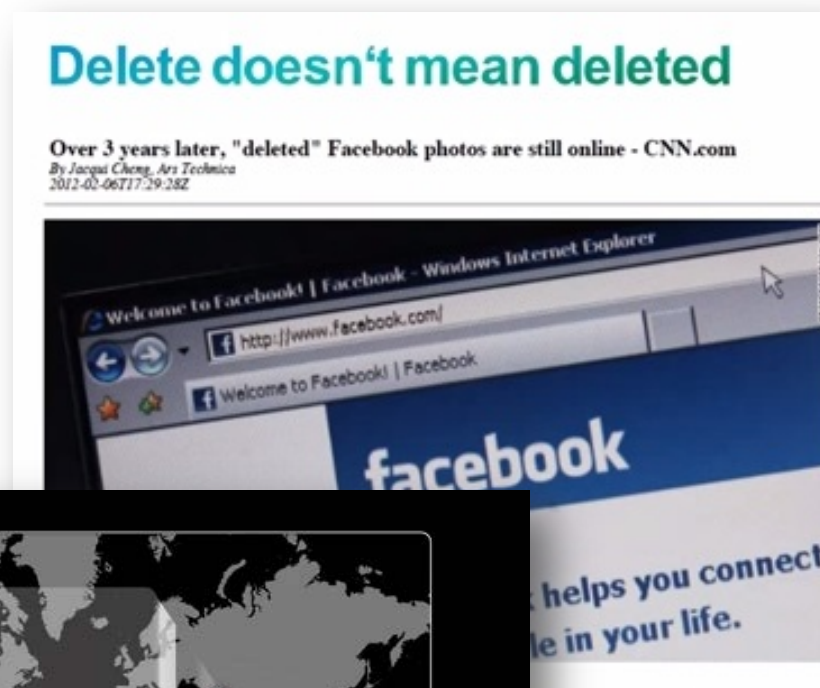 Delete doesn‘t mean deleted
Over 3 years later, "deleted" Facebook photos are still online - CNN.com
By Jacqui Cheng, Ars Technica
2012-02-06T17:29:28Z
Welcome to Facebook! | Facebook - Windows Internet Explorer
http://www.facebook.com/
Welcome to Facebook! | Facebook
facebook
helps you connect
le in your life.